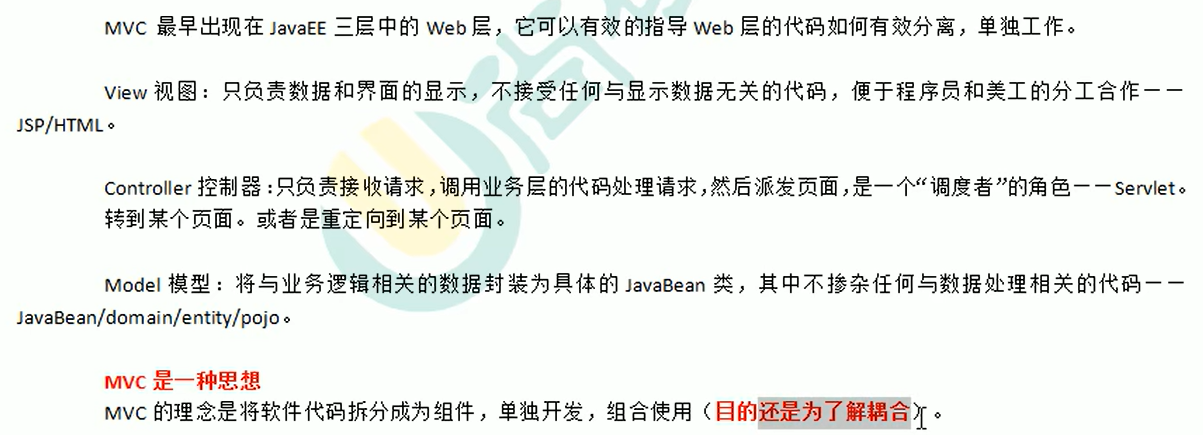 MVC 最早出现在 JavaEE 三层中的 Web 层，它可以有效的指导 Web 层的代码如何有效分离，单独工作。
View 视图：只负责数据和界面的显示，不接受任何与显示数据无关的代码，便于程序员和美工的分工合作——
JSP/HTML。
Controller 控制器：只负责接收请求，调用业务层的代码处理请求，然后派发页面，是一个“调度者”的角色——Servlet。
转到某个页面。或者是重定向到某个页面。
Model 模型：将与业务逻辑相关的数据封装为具体的 JavaBean 类，其中不掺杂任何与数据处理相关的代码——
JavaBean/domain/entity/pojo。
MVC 是一种思想
MVC 的理念是将软件代码拆分成为组件，单独开发，组合使用（目的还是为了解耦合）。